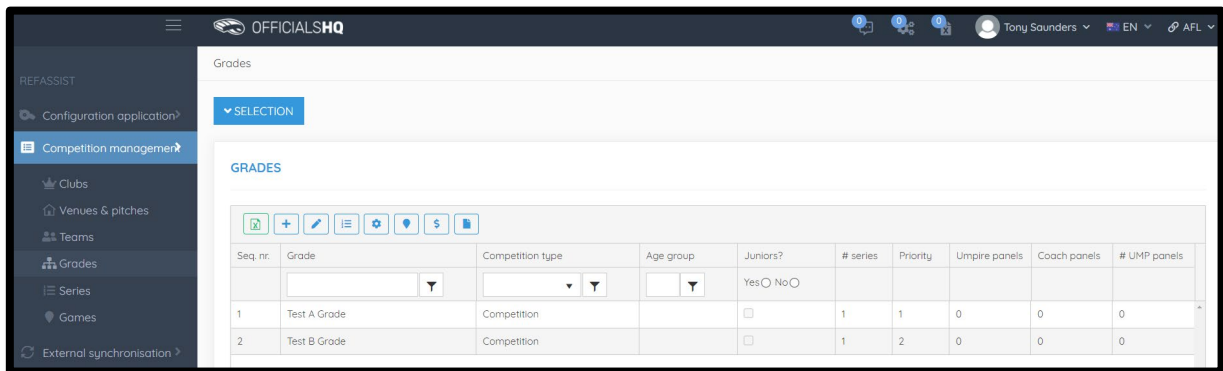 OFFICIALSHQ
0 0 0 Tony Saunders EN AFL
REFASSIST
Configuration application
Competition management
Clubs
Venues & pitches
Teams
Grades
Series
Games
External synchronisation
Grades
SELECTION
GRADES
Seq. nr. Grade Competition type Age group Juniors? # series Priority Umpire panels Coach panels # UMP panels
Yes No
1 Test A Grade Competition 1 1 0 0 0
2 Test B Grade Competition 1 2 0 0 0